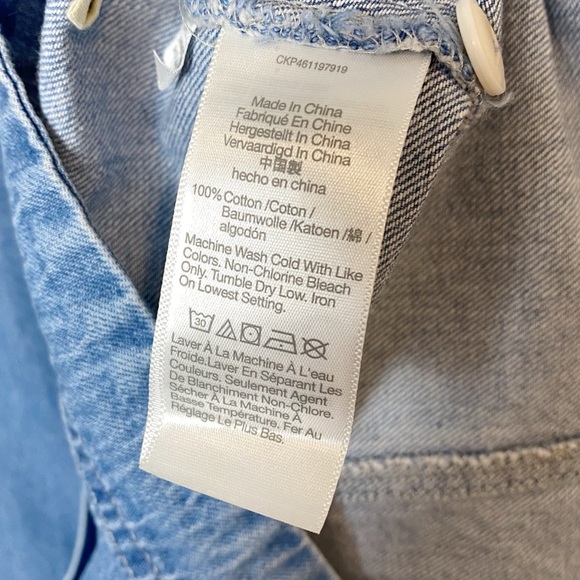 CKP461197919
Made In China
Fabriqué En Chine
Hergestellt In China
Vervaardigd In China
中国製
hecho en china
100% Cotton /Coton /
Baumwolle /Katoen /綿 /
algodón
Machine Wash Cold With Like
Colors. Non-Chlorine Bleach
Only. Tumble Dry Low. Iron
On Lowest Setting.
30
Laver À La Machine À L'eau
Froide.Laver En Séparant Les
Couleurs, Seulement Agent
De Blanchiment Non-Chlore.
Sécher À La Machine À
Basse Température. Fer Au
Réglage Le Plus Bas.